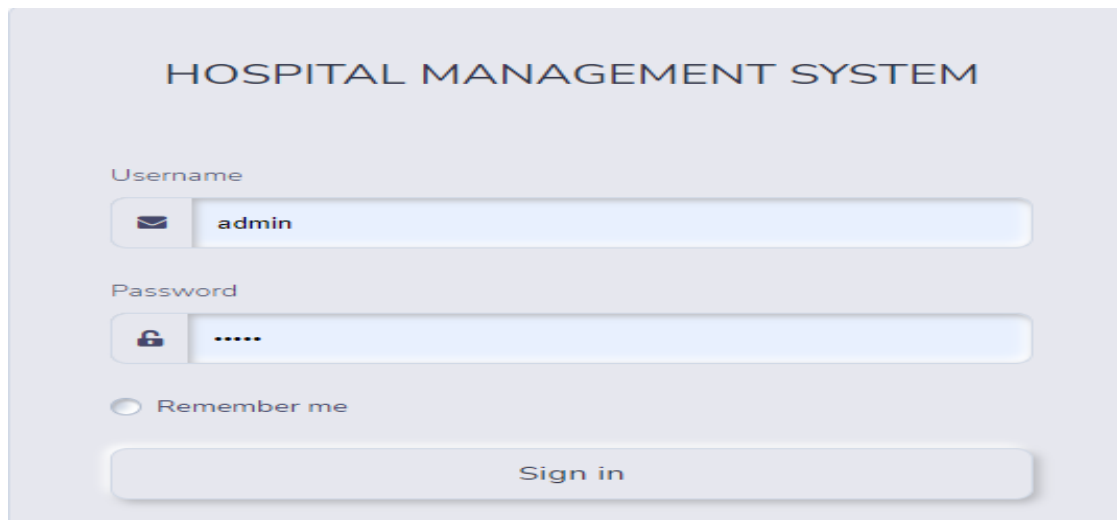 HOSPITAL MANAGEMENT SYSTEM
Username
admin
Password
•••••
Remember me
Sign in